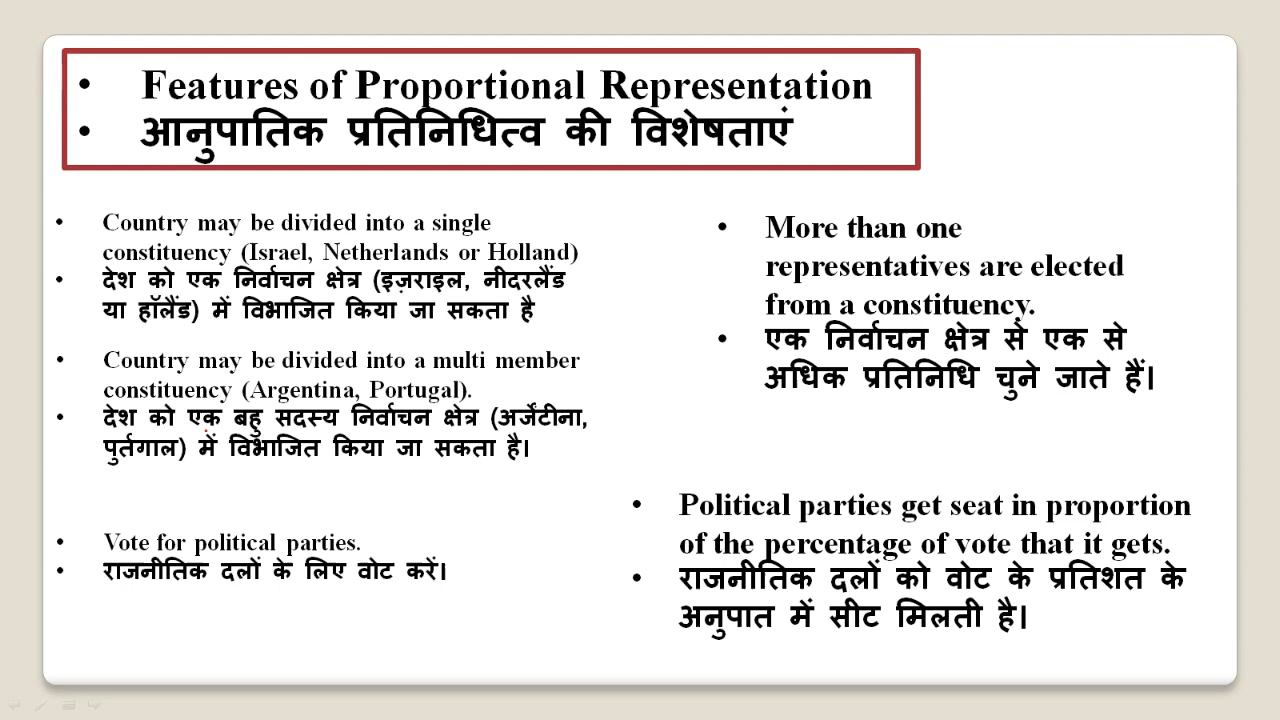 • Features of Proportional Representation
• आनुपातिक प्रतिनिधित्व की विशेषताएं
• Country may be divided into a single
constituency (Israel, Netherlands or Holland)
• देश को एक निर्वाचन क्षेत्र (इज़राइल, नीदरलैंड
या हॉलैंड) में विभाजित किया जा सकता है
• Country may be divided into a multi member
constituency (Argentina, Portugal).
• देश को एक बहु सदस्य निर्वाचन क्षेत्र (अर्जेंटीना,
पुर्तगाल) में विभाजित किया जा सकता है।
• Vote for political parties.
• राजनीतिक दलों के लिए वोट करें।
• More than one
representatives are elected
from a constituency.
• एक निर्वाचन क्षेत्र से एक से
अधिक प्रतिनिधि चुने जाते हैं।
• Political parties get seat in proportion
of the percentage of vote that it gets.
• राजनीतिक दलों को वोट के प्रतिशत के
अनुपात में सीट मिलती है।